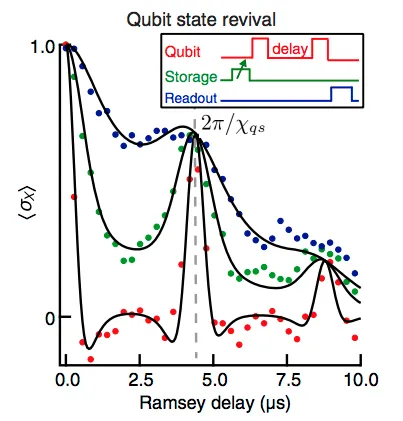 Qubit state revival
Qubit
delay
Storage
Readout
2π/χqs
1.0
0
⟨σX⟩
0.0 2.5 5.0 7.5 10.0
Ramsey delay (μs)